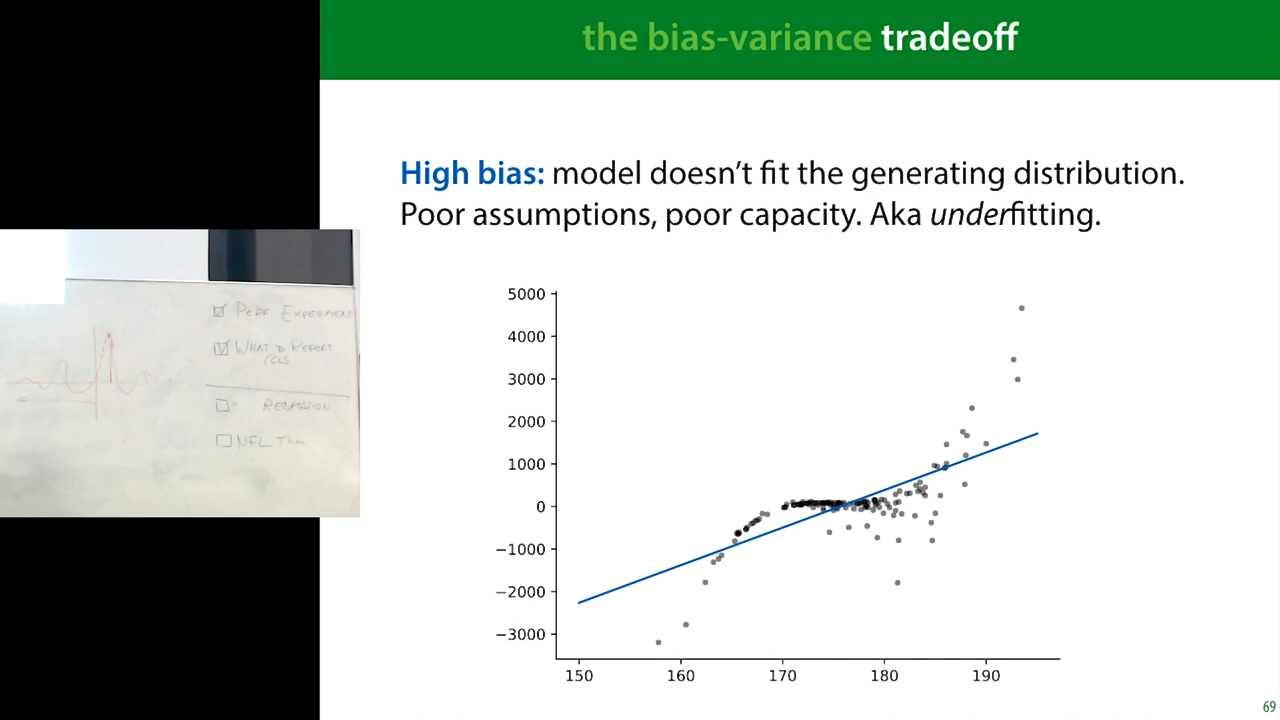 the bias-variance tradeoff
High bias: model doesn't fit the generating distribution.
Poor assumptions, poor capacity. Aka underfitting.
5000
4000
3000
2000
1000
0
−1000
−2000
−3000
150 160 170 180 190
69
PERF EXPERIMENT
WHAT TO REPORT
(CLS
" REGRESSION
NFL Thm